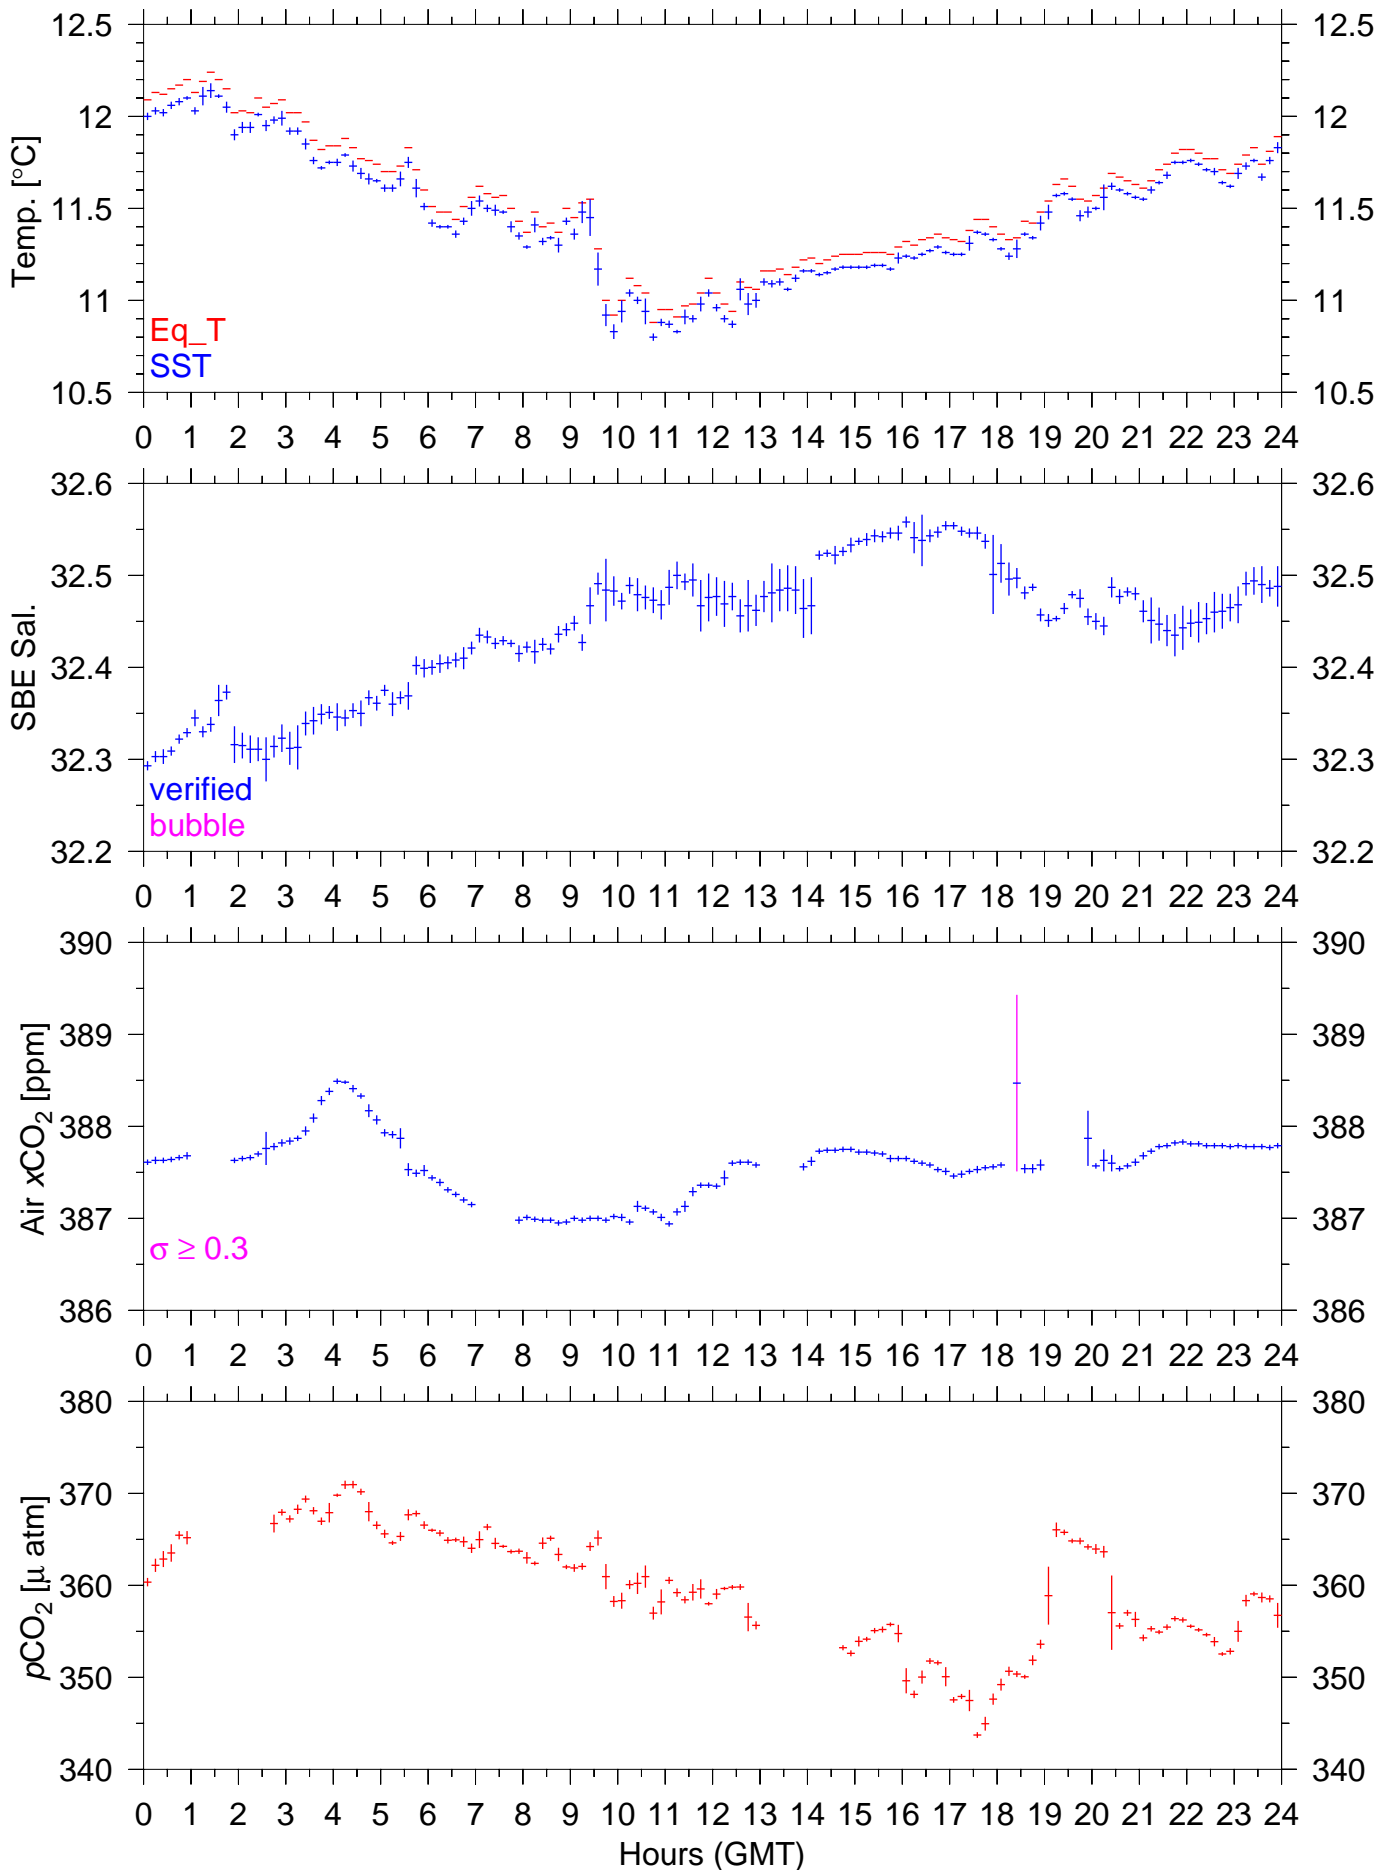 12.5 12.5
12 12
11.5 11.5
11 11
10.5 10.5
Temp. [°C]
Eq_T
SST
0 1 2 3 4 5 6 7 8 9 10 11 12 13 14 15 16 17 18 19 20 21 22 23 24
32.6 32.6
32.5 32.5
32.4 32.4
32.3 32.3
32.2 32.2
SBE Sal.
verified
bubble
0 1 2 3 4 5 6 7 8 9 10 11 12 13 14 15 16 17 18 19 20 21 22 23 24
390 390
389 389
388 388
387 387
386 386
Air xCO₂ [ppm]
σ ≥ 0.3
0 1 2 3 4 5 6 7 8 9 10 11 12 13 14 15 16 17 18 19 20 21 22 23 24
380 380
370 370
360 360
350 350
340 340
pCO₂ [μ atm]
0 1 2 3 4 5 6 7 8 9 10 11 12 13 14 15 16 17 18 19 20 21 22 23 24
Hours (GMT)